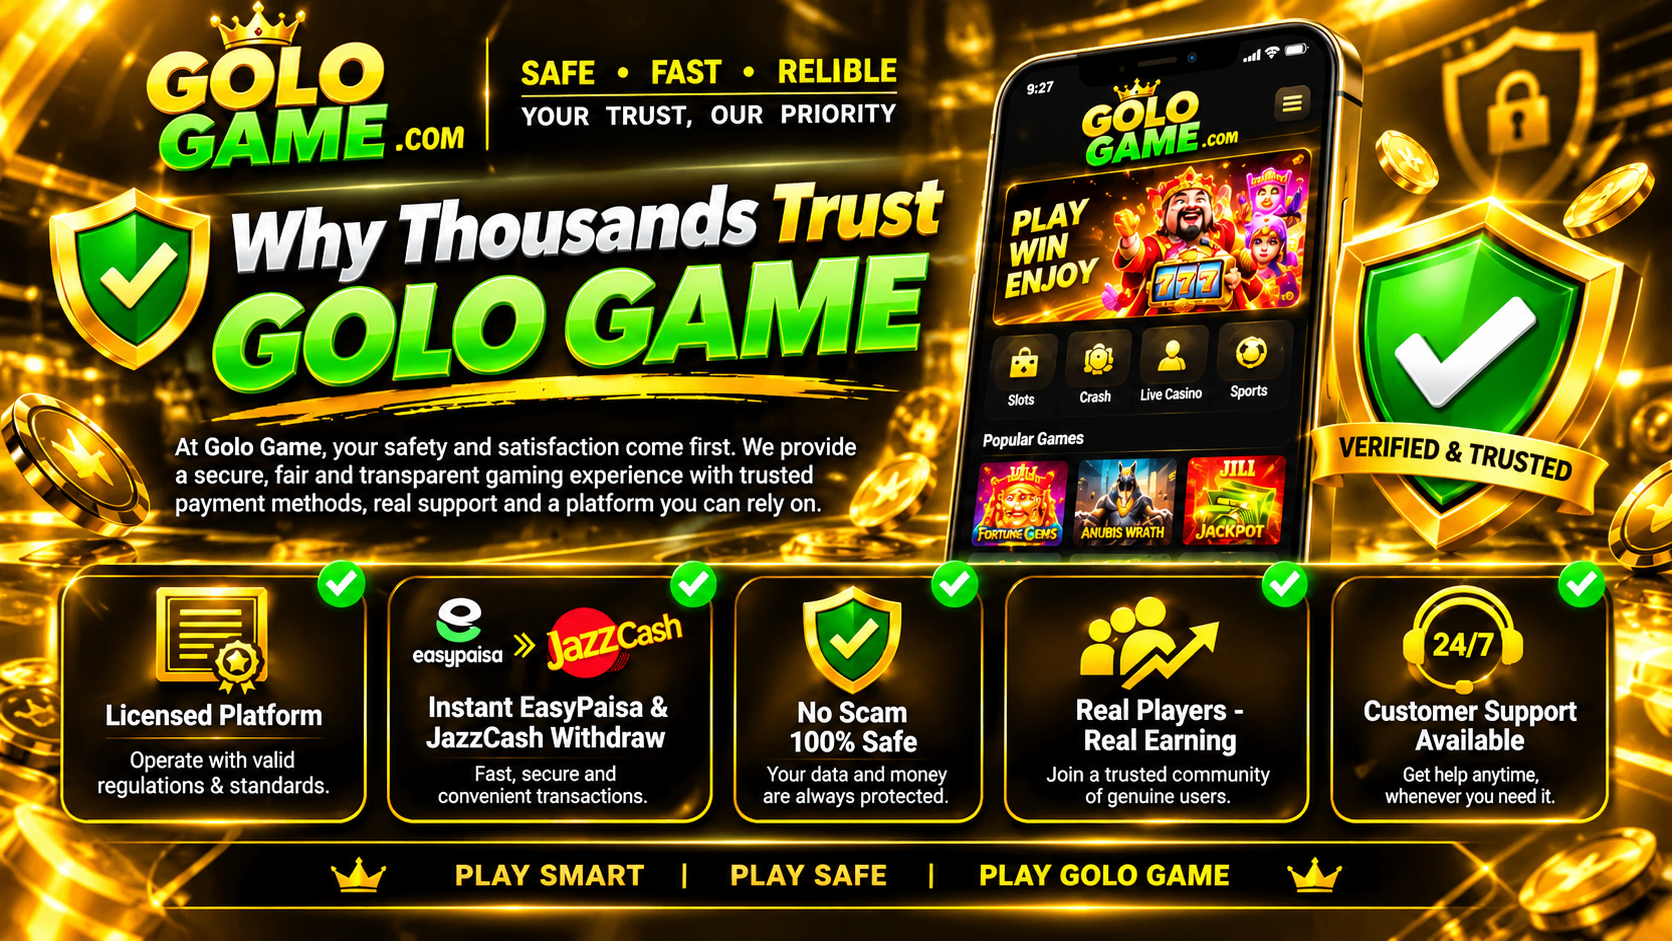 GOLO
GAME.COM
SAFE • FAST • RELIBLE
YOUR TRUST, OUR PRIORITY
Why Thousands Trust
GOLO GAME
At Golo Game, your safety and satisfaction come first. We provide
a secure, fair and transparent gaming experience with trusted
payment methods, real support and a platform you can rely on.
9:27
GOLO
GAME.COM
PLAY
WIN
ENJOY
777
Slots
Crash
Live Casino
Sports
Popular Games
FORTUNE GEMS
ANUBIS WRATH
JILI
JACKPOT
VERIFIED & TRUSTED
Licensed Platform
Operate with valid
regulations & standards.
easypaisa
JazzCash
Instant EasyPaisa &
JazzCash Withdraw
Fast, secure and
convenient transactions.
No Scam
100% Safe
Your data and money
are always protected.
Real Players -
Real Earning
Join a trusted community
of genuine users.
24/7
Customer Support
Available
Get help anytime,
whenever you need it.
PLAY SMART | PLAY SAFE | PLAY GOLO GAME